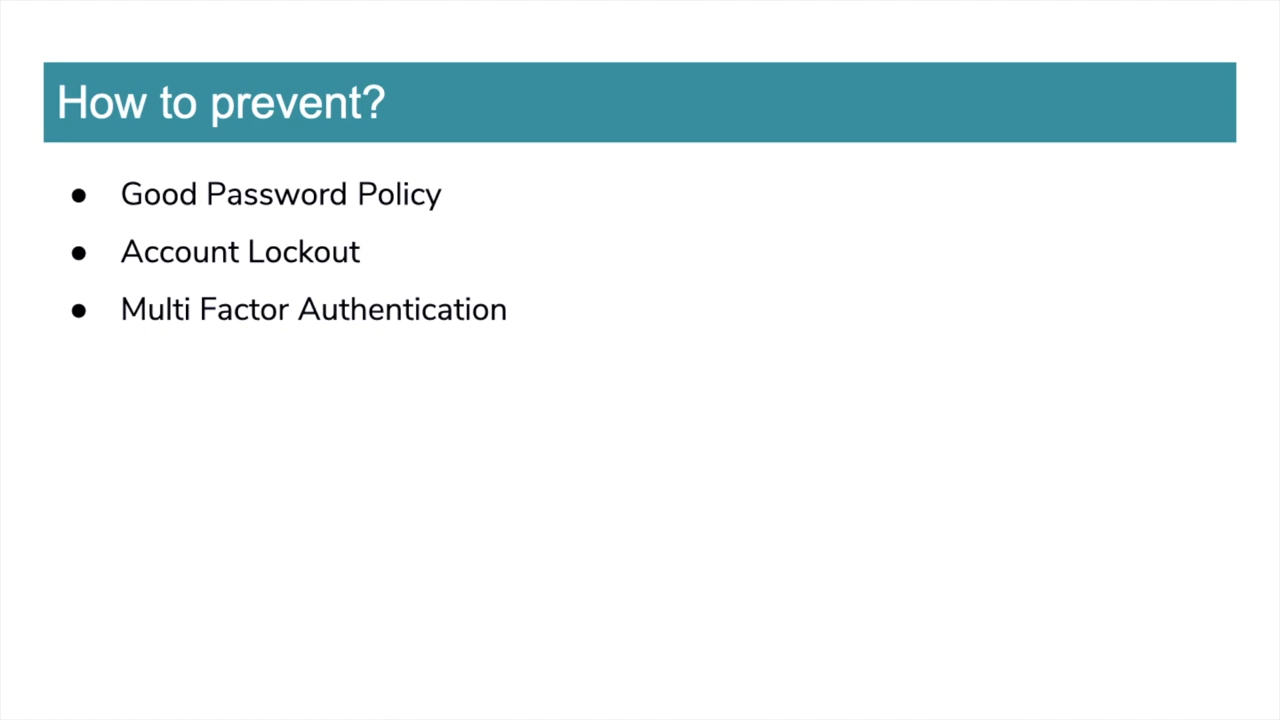 How to prevent?
● Good Password Policy
● Account Lockout
● Multi Factor Authentication